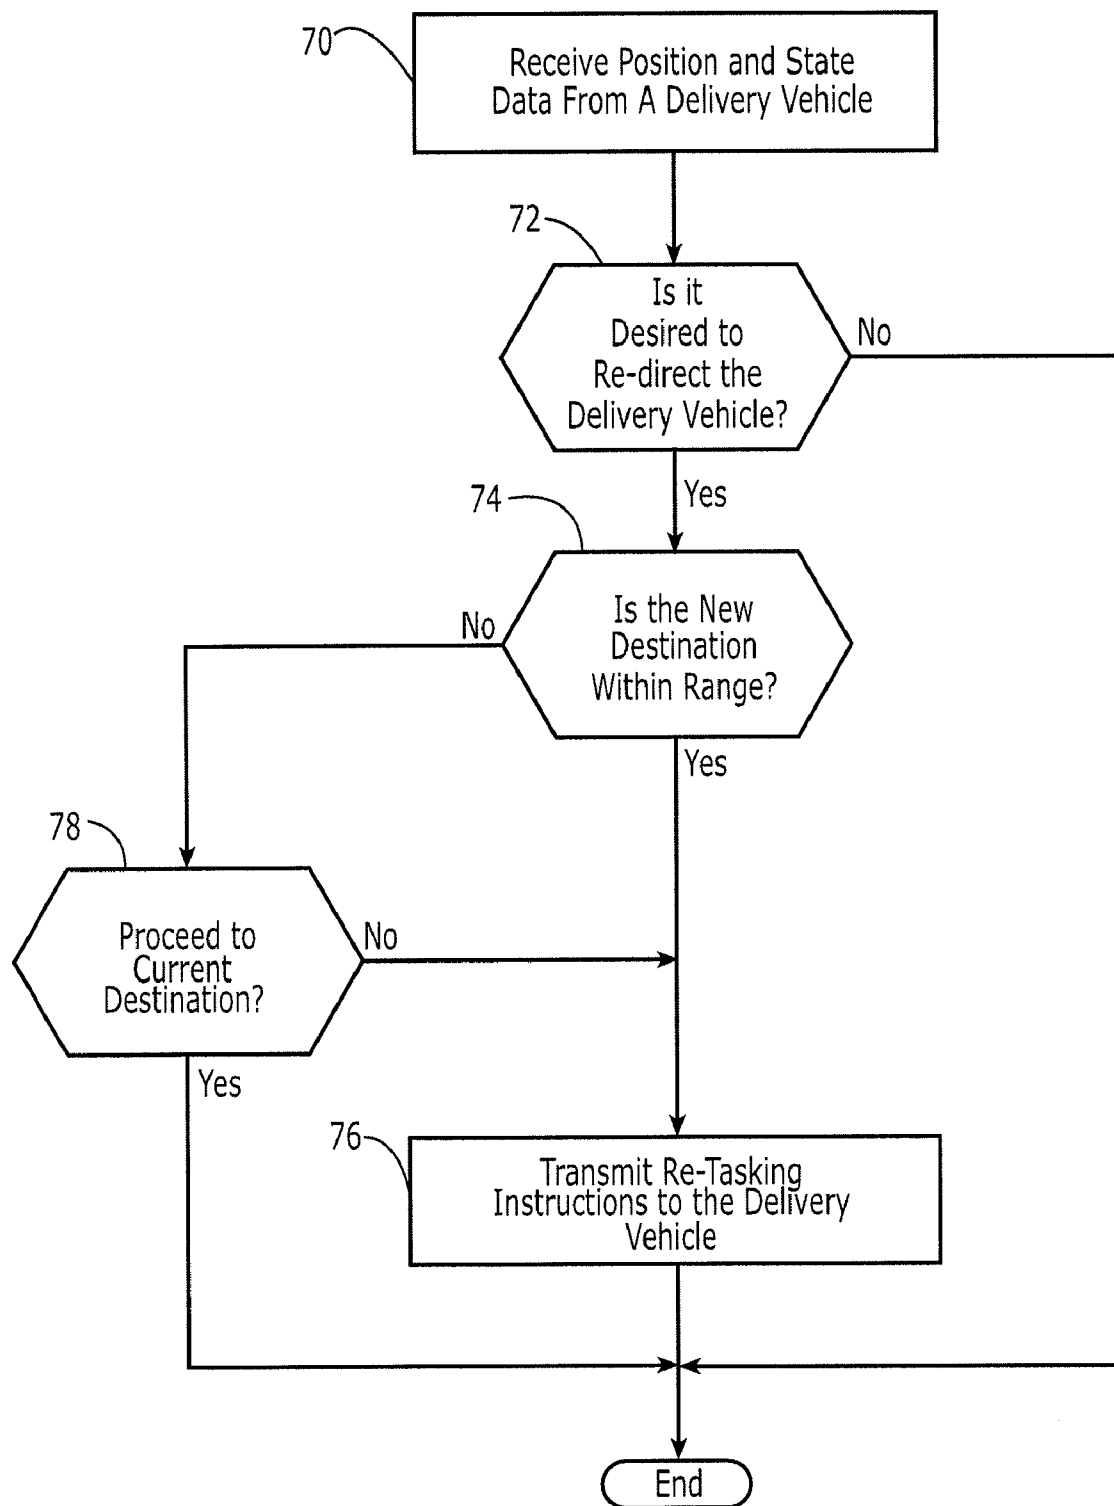 70
Receive Position and State
Data From A Delivery Vehicle
72
Is it
Desired to
Re-direct the
Delivery Vehicle?
No
Yes
74
Is the New
Destination
Within Range?
No
Yes
78
Proceed to
Current
Destination?
No
Yes
76
Transmit Re-Tasking
Instructions to the Delivery
Vehicle
End